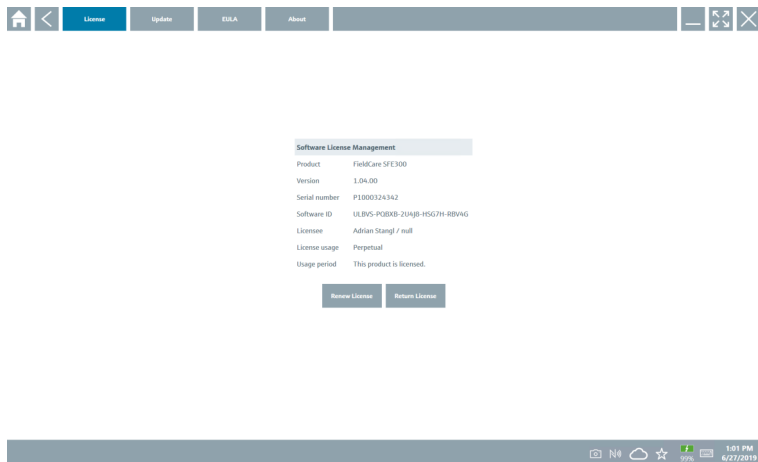 License Update EULA About
Software License Management
Product FieldCare SFE300
Version 1.04.00
Serial number P1000324342
Software ID ULBVS-PQBXB-2U4J8-HSG7H-RBV4G
Licensee Adrian Stangl / null
License usage Perpetual
Usage period This product is licensed.
Renew License Return License
99% 1:01 PM
6/27/2019